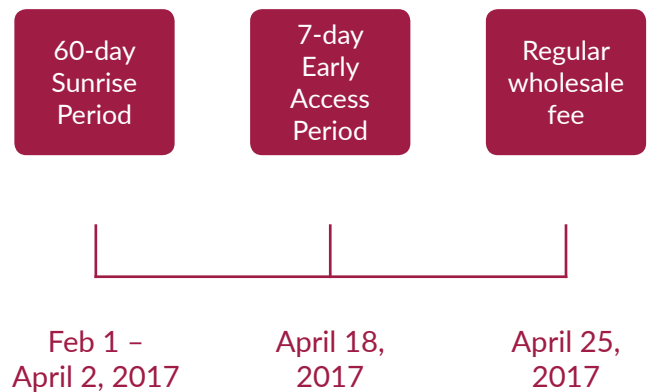 60-day
Sunrise
Period
7-day
Early
Access
Period
Regular
wholesale
fee
Feb 1 –
April 2, 2017
April 18,
2017
April 25,
2017